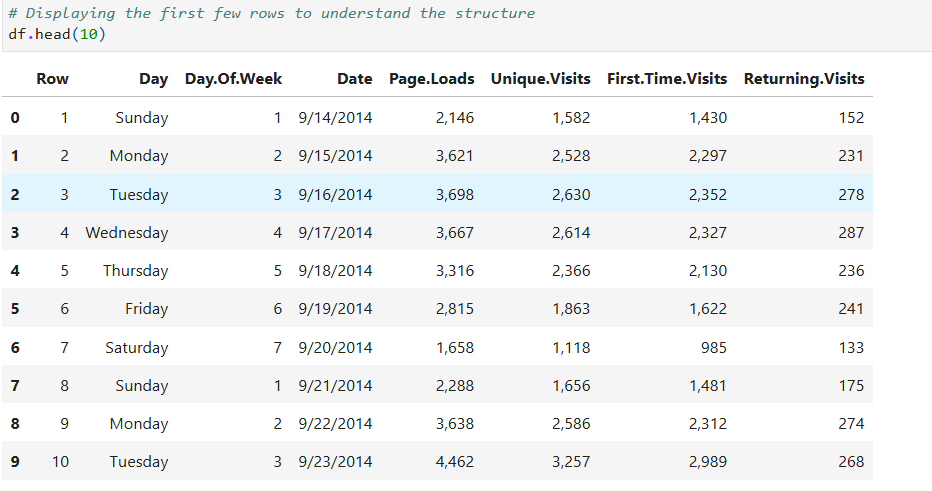 # Displaying the first few rows to understand the structure
df.head(10)
Row Day Day.Of.Week Date Page.Loads Unique.Visits First.Time.Visits Returning.Visits
0 1 Sunday 1 9/14/2014 2,146 1,582 1,430 152
1 2 Monday 2 9/15/2014 3,621 2,528 2,297 231
2 3 Tuesday 3 9/16/2014 3,698 2,630 2,352 278
3 4 Wednesday 4 9/17/2014 3,667 2,614 2,327 287
4 5 Thursday 5 9/18/2014 3,316 2,366 2,130 236
5 6 Friday 6 9/19/2014 2,815 1,863 1,622 241
6 7 Saturday 7 9/20/2014 1,658 1,118 985 133
7 8 Sunday 1 9/21/2014 2,288 1,656 1,481 175
8 9 Monday 2 9/22/2014 3,638 2,586 2,312 274
9 10 Tuesday 3 9/23/2014 4,462 3,257 2,989 268